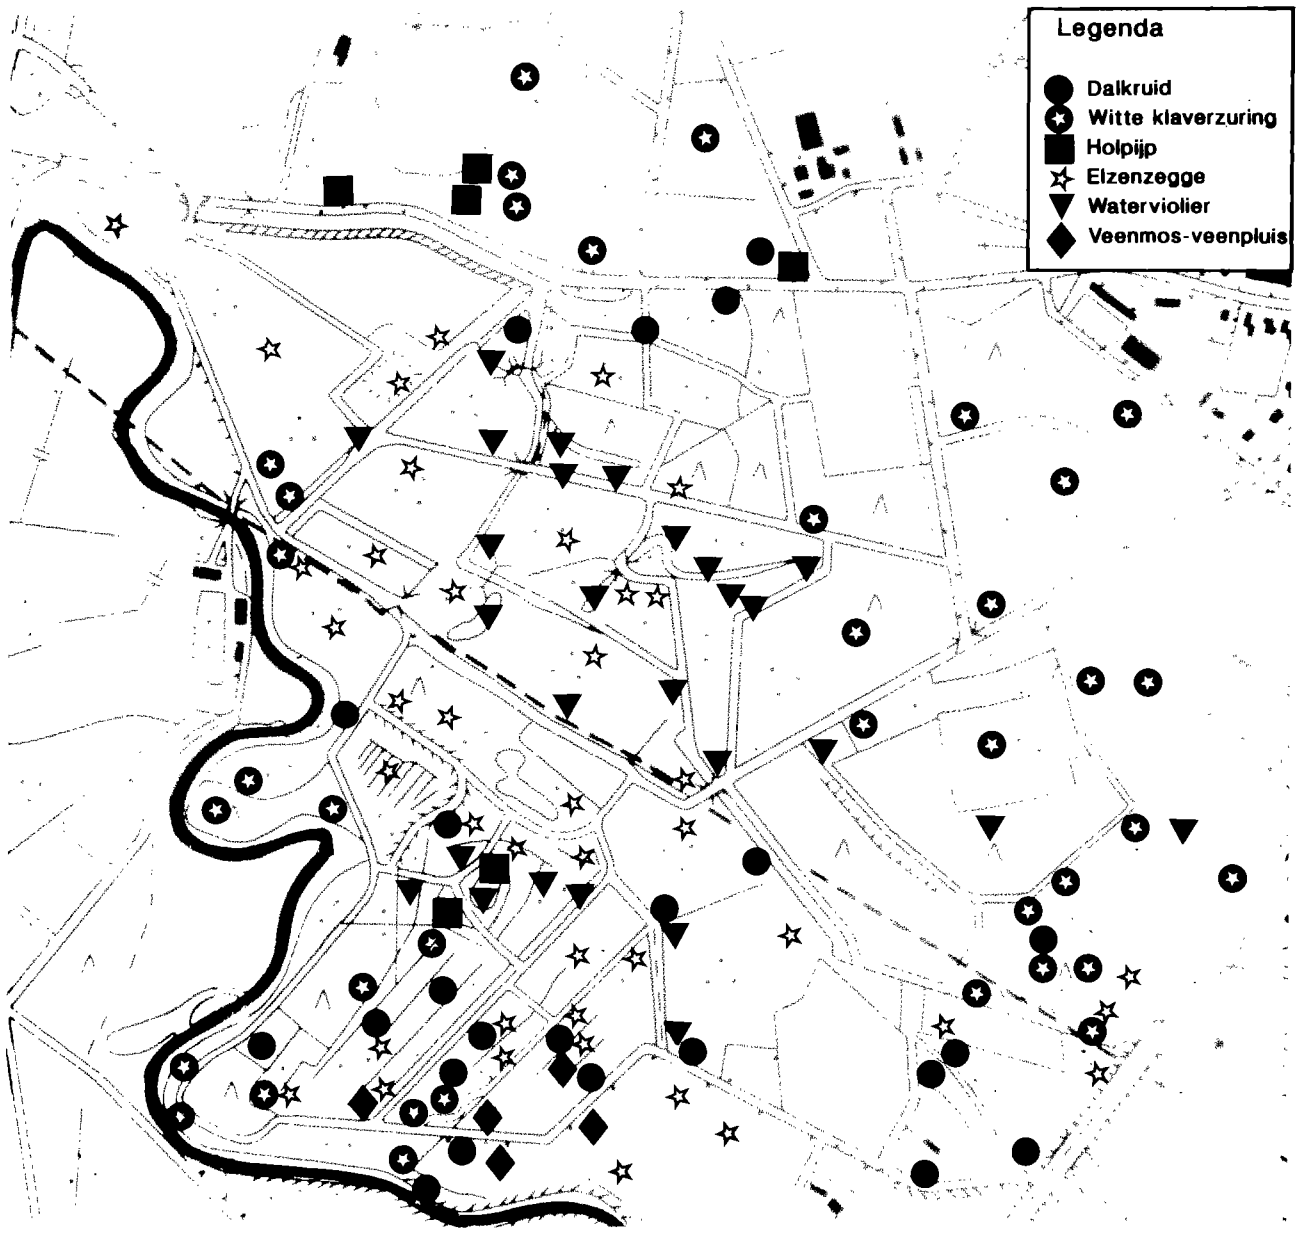 Legenda
Dalkruid
Witte klaverzuring
Holpijp
Elzenzegge
Waterviolier
Veenmos-veenpluis